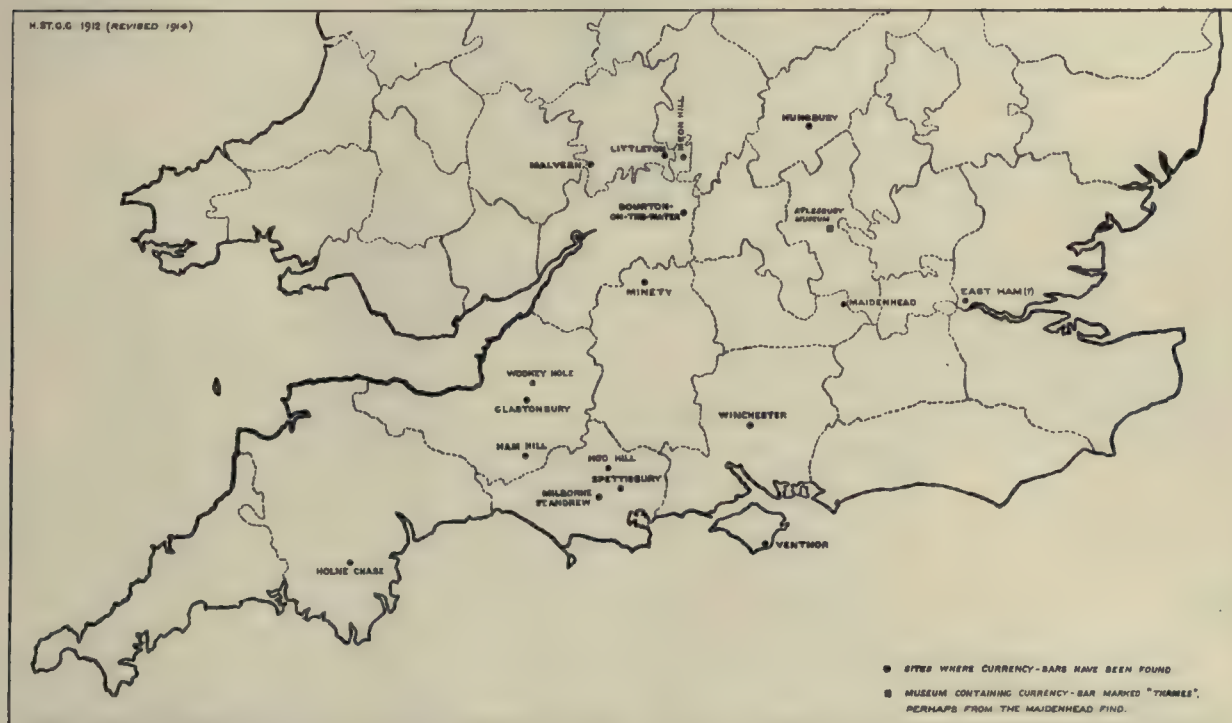 H.ST.G.G 1912 (REVISED 1914)
HUNSBURY
MEON HILL
LITTLETON
MALVERN
BOURTON-
ON-THE-WATER
AYLESBURY
MUSEUM
MINETY
MAIDENHEAD
EAST HAM(?)
WOOKEY HOLE
GLASTONBURY
WINCHESTER
HAM HILL
HOD HILL
SPETTISBURY
MILBORNE
ST ANDREW
VENTNOR
HOLNE CHASE
SITES WHERE CURRENCY-BARS HAVE BEEN FOUND
MUSEUM CONTAINING CURRENCY-BAR MARKED "THAMES",
PERHAPS FROM THE MAIDENHEAD FIND.